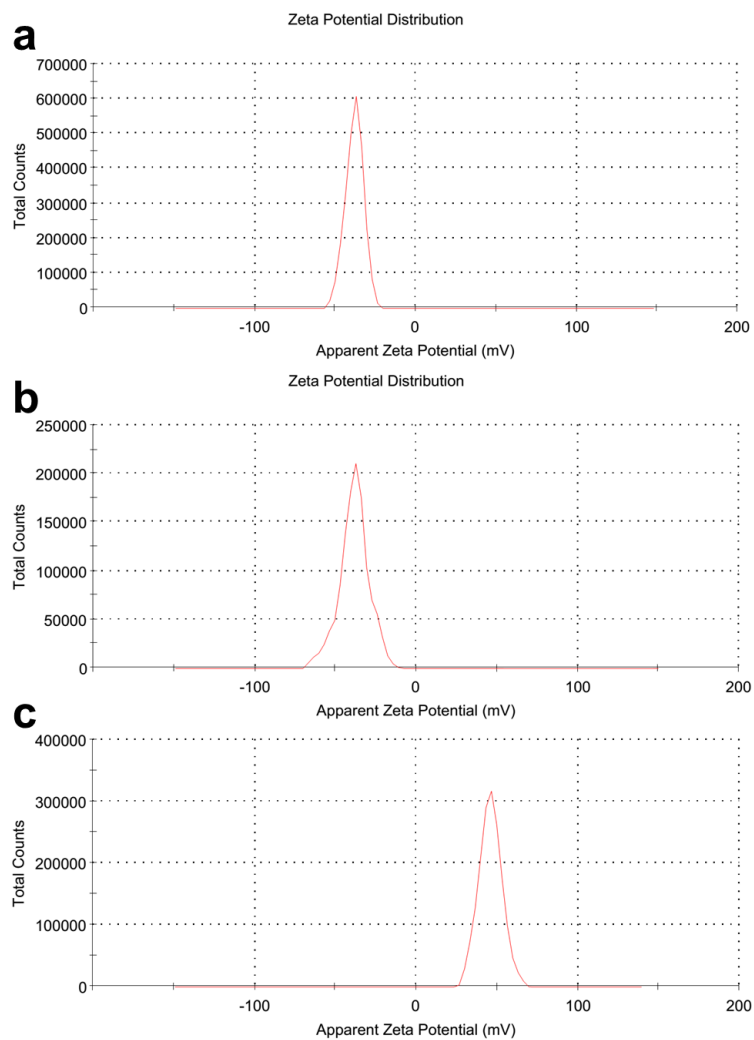 a
Zeta Potential Distribution
700000
600000
500000
400000
300000
200000
100000
0
Total Counts
-100 0 100 200
Apparent Zeta Potential (mV)
b
Zeta Potential Distribution
250000
200000
150000
100000
50000
0
Total Counts
-100 0 100 200
Apparent Zeta Potential (mV)
c
400000
300000
200000
100000
0
Total Counts
-100 0 100 200
Apparent Zeta Potential (mV)